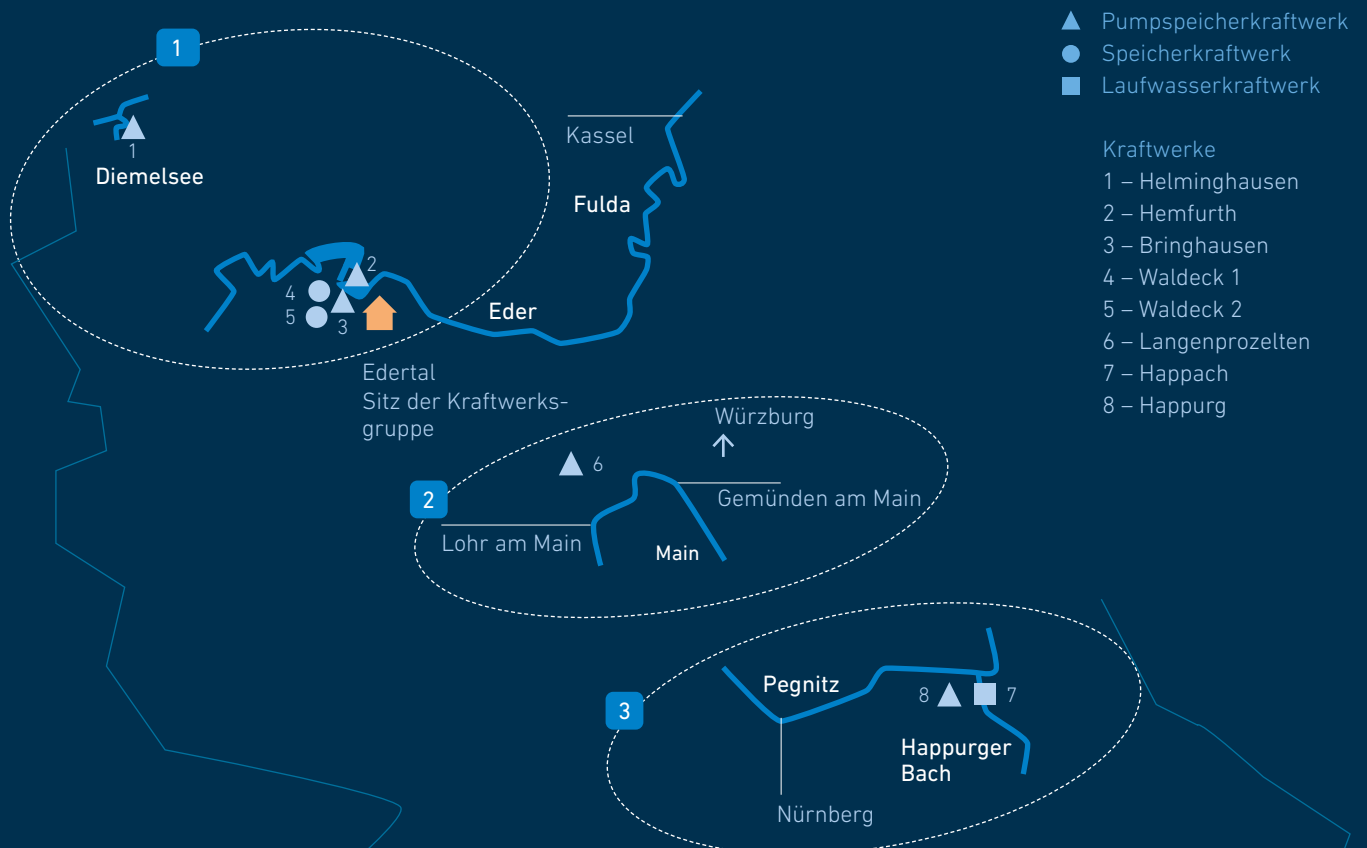 1
1
Diemelsee
Kassel
Fulda
2
4
5
3
Eder
Edertal
Sitz der Kraftwerks-
gruppe
Würzburg
6
2
Gemünden am Main
Lohr am Main
Main
3
Pegnitz
8
7
Happurger
Bach
Nürnberg
Pumpspeicherkraftwerk
Speicherkraftwerk
Laufwasserkraftwerk
Kraftwerke
1 – Helminghausen
2 – Hemfurth
3 – Bringhausen
4 – Waldeck 1
5 – Waldeck 2
6 – Langenprozelten
7 – Happach
8 – Happurg